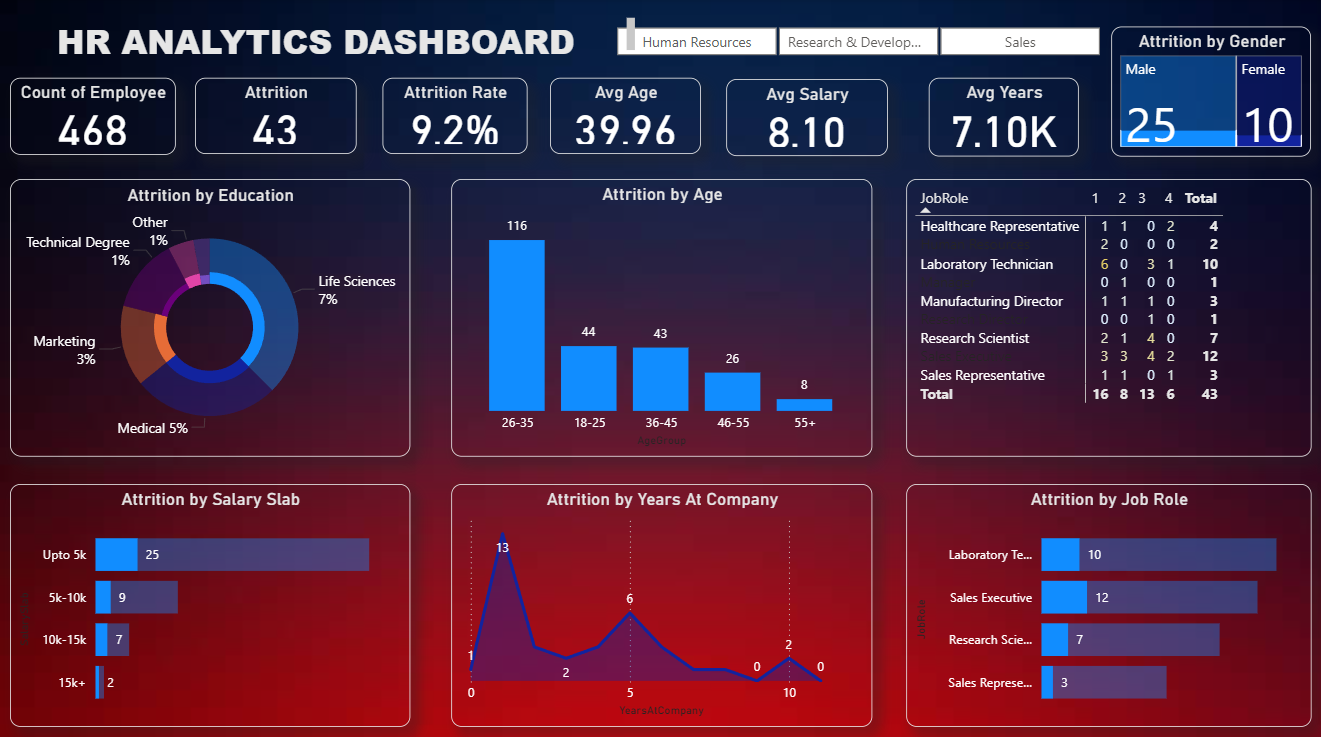 HR ANALYTICS DASHBOARD
Human Resources
Research & Develop...
Sales
Attrition by Gender
Male
25
Female
10
Count of Employee
468
Attrition
43
Attrition Rate
9.2%
Avg Age
39.96
Avg Salary
8.10
Avg Years
7.10K
Attrition by Education
Other
1%
Technical Degree
1%
Life Sciences
7%
Marketing
3%
Medical 5%
Attrition by Age
116
44
43
26
8
26-35 18-25 36-45 46-55 55+
AgeGroup
JobRole 1 2 3 4 Total
Healthcare Representative 1 1 0 2 4
2 0 0 0 2
Laboratory Technician 6 0 3 1 10
0 1 0 0 1
Manufacturing Director 1 1 1 0 3
0 0 1 0 1
Research Scientist 2 1 4 0 7
3 3 4 2 12
Sales Representative 1 1 0 1 3
Total 16 8 13 6 43
Attrition by Salary Slab
Upto 5k 25
5k-10k 9
10k-15k 7
15k+ 2
Attrition by Years At Company
13
6
1
2
0
2
0
0 5 10
YearsAtCompany
Attrition by Job Role
JobRole
Laboratory Te... 10
Sales Executive 12
Research Scie... 7
Sales Represe... 3